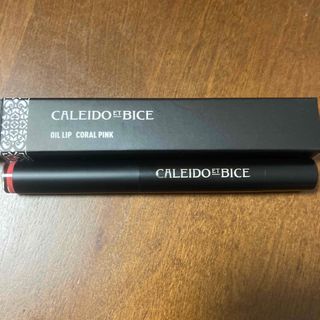 CALEIDO ET BICE
OIL LIP CORAL PINK
CALEIDO ET BICE